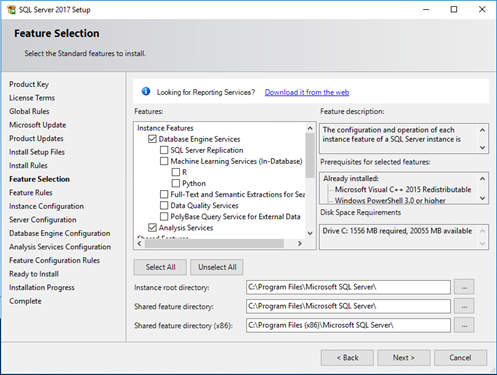 SQL Server 2017 Setup
Feature Selection
Select the Standard features to install.
Product Key
License Terms
Global Rules
Microsoft Update
Product Updates
Install Setup Files
Install Rules
Feature Selection
Feature Rules
Instance Configuration
Server Configuration
Database Engine Configuration
Analysis Services Configuration
Feature Configuration Rules
Ready to Install
Installation Progress
Complete
Looking for Reporting Services? Download it from the web
Features:
Instance Features
Database Engine Services
SQL Server Replication
Machine Learning Services (In-Database)
R
Python
Full-Text and Semantic Extractions for Sea
Data Quality Services
PolyBase Query Service for External Data
Analysis Services
Shared Features
Feature description:
The configuration and operation of each
instance feature of a SQL Server instance is
Prerequisites for selected features:
Already installed:
Microsoft Visual C++ 2015 Redistributable
Windows PowerShell 3.0 or higher
Disk Space Requirements
Drive C: 1556 MB required, 20055 MB available
Select All
Unselect All
Instance root directory: C:\Program Files\Microsoft SQL Server\ ...
Shared feature directory: C:\Program Files\Microsoft SQL Server\ ...
Shared feature directory (x86): C:\Program Files (x86)\Microsoft SQL Server\ ...
< Back
Next >
Cancel